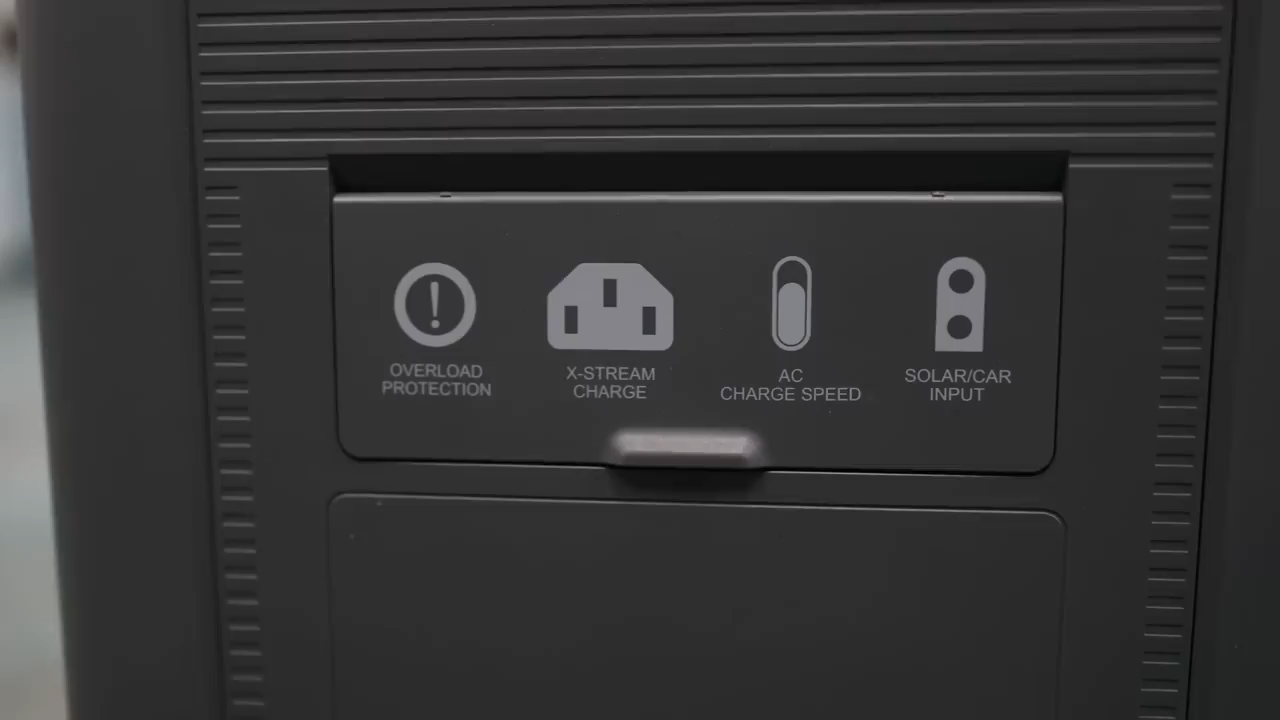 OVERLOAD
PROTECTION
X-STREAM
CHARGE
AC
CHARGE SPEED
SOLAR/CAR
INPUT